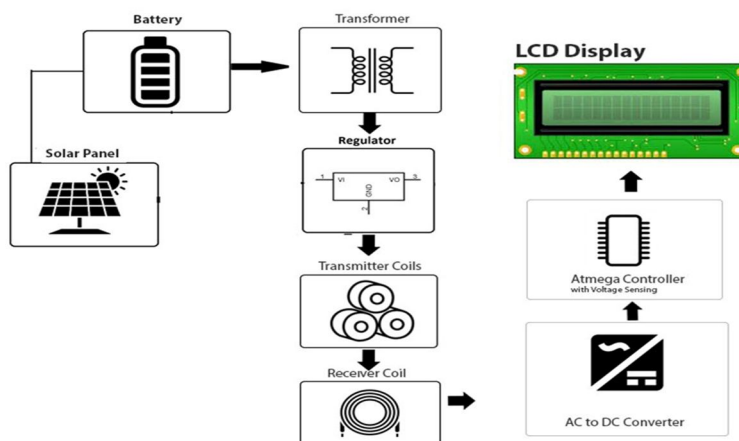 Battery
Transformer
LCD Display
Solar Panel
Regulator
1
VI
VO
3
GND
2
Transmitter Coils
Atmega Controller
with Voltage Sensing
Receiver Coil
AC to DC Converter